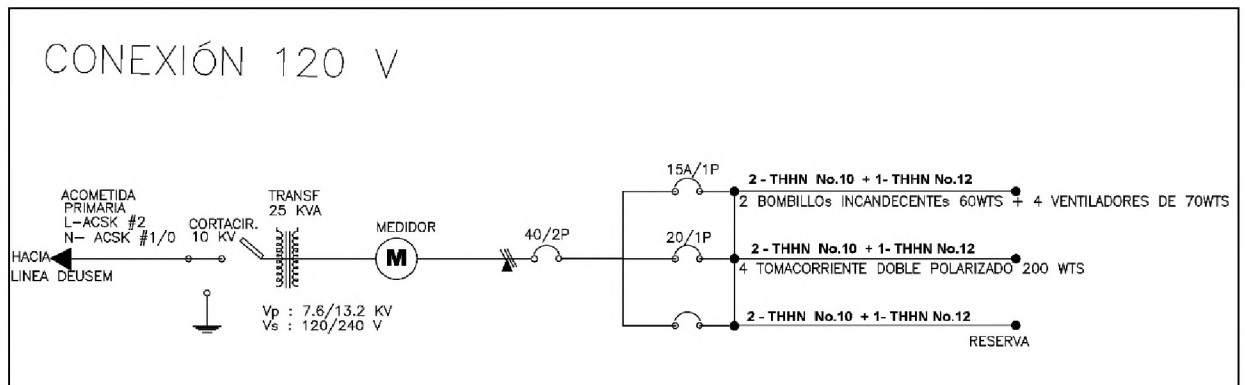 CONEXIÓN 120 V
ACOMETIDA
PRIMARIA
L-ACSK #2
N- ACSK #1/0
HACIA
LINEA DEUSEM
CORTACIR.
10 KV
TRANSF
25 KVA
Vp : 7.6/13.2 KV
Vs : 120/240 V
MEDIDOR
M
40/2P
15A/1P
2 - THHN No.10 + 1- THHN No.12
2 BOMBILLOs INCANDECENTEs 60WTS + 4 VENTILADORES DE 70WTS
20/1P
2 - THHN No.10 + 1- THHN No.12
4 TOMACORRIENTE DOBLE POLARIZADO 200 WTS
2 - THHN No.10 + 1- THHN No.12
RESERVA